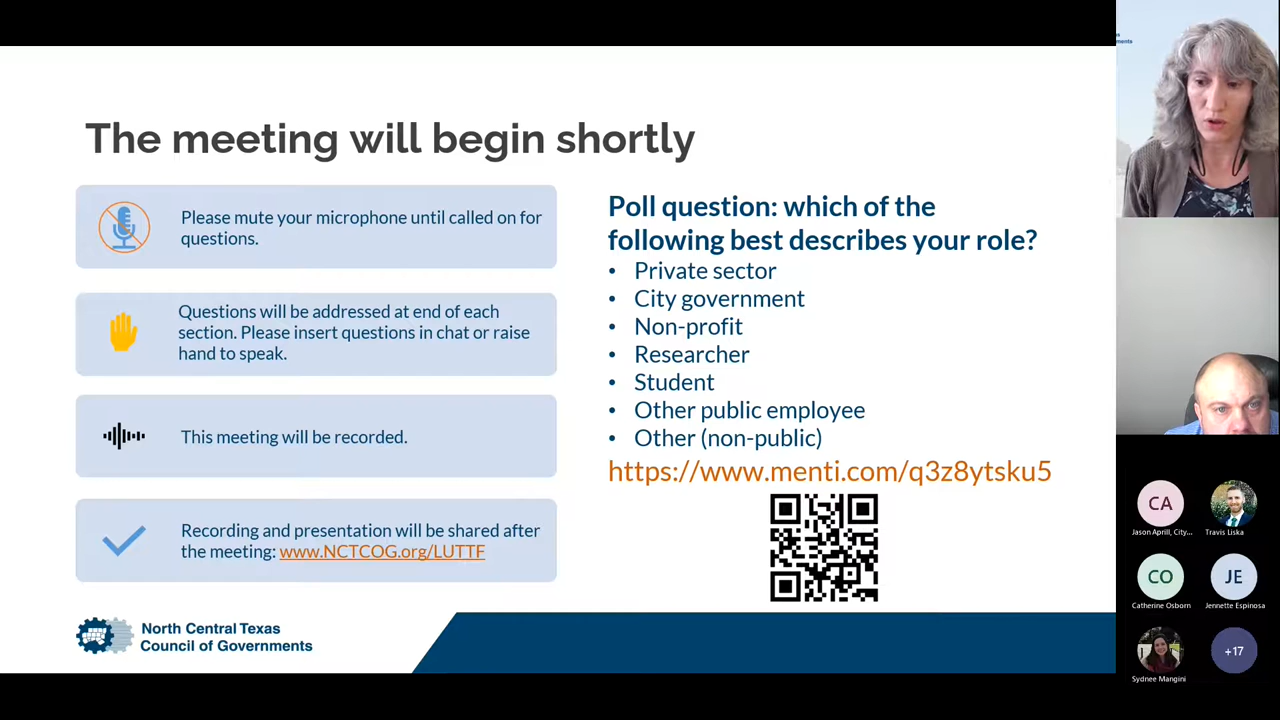 The meeting will begin shortly
Please mute your microphone until called on for
questions.
Questions will be addressed at end of each
section. Please insert questions in chat or raise
hand to speak.
This meeting will be recorded.
Recording and presentation will be shared after
the meeting: www.NCTCOG.org/LUTTF
Poll question: which of the
following best describes your role?
• Private sector
• City government
• Non-profit
• Researcher
• Student
• Other public employee
• Other (non-public)
https://www.menti.com/q3z8ytsku5
North Central Texas
Council of Governments
CA
Jason Aprill, City...
Travis Liska
CO
Catherine Osborn
JE
Jennette Espinosa
Sydnee Mangini
+17